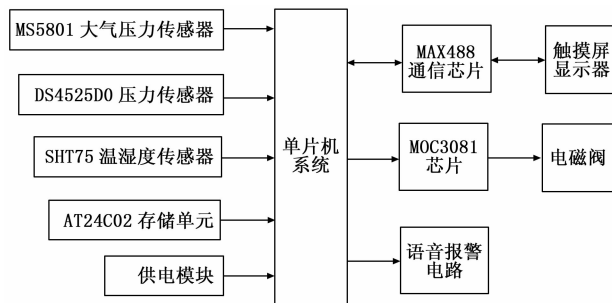 MS5801 大气压力传感器
DS4525DO 压力传感器
SHT75 温湿度传感器
AT24C02 存储单元
供电模块
单片机
系统
MAX488
通信芯片
触摸屏
显示器
MOC3081
芯片
电磁阀
语音报警
电路